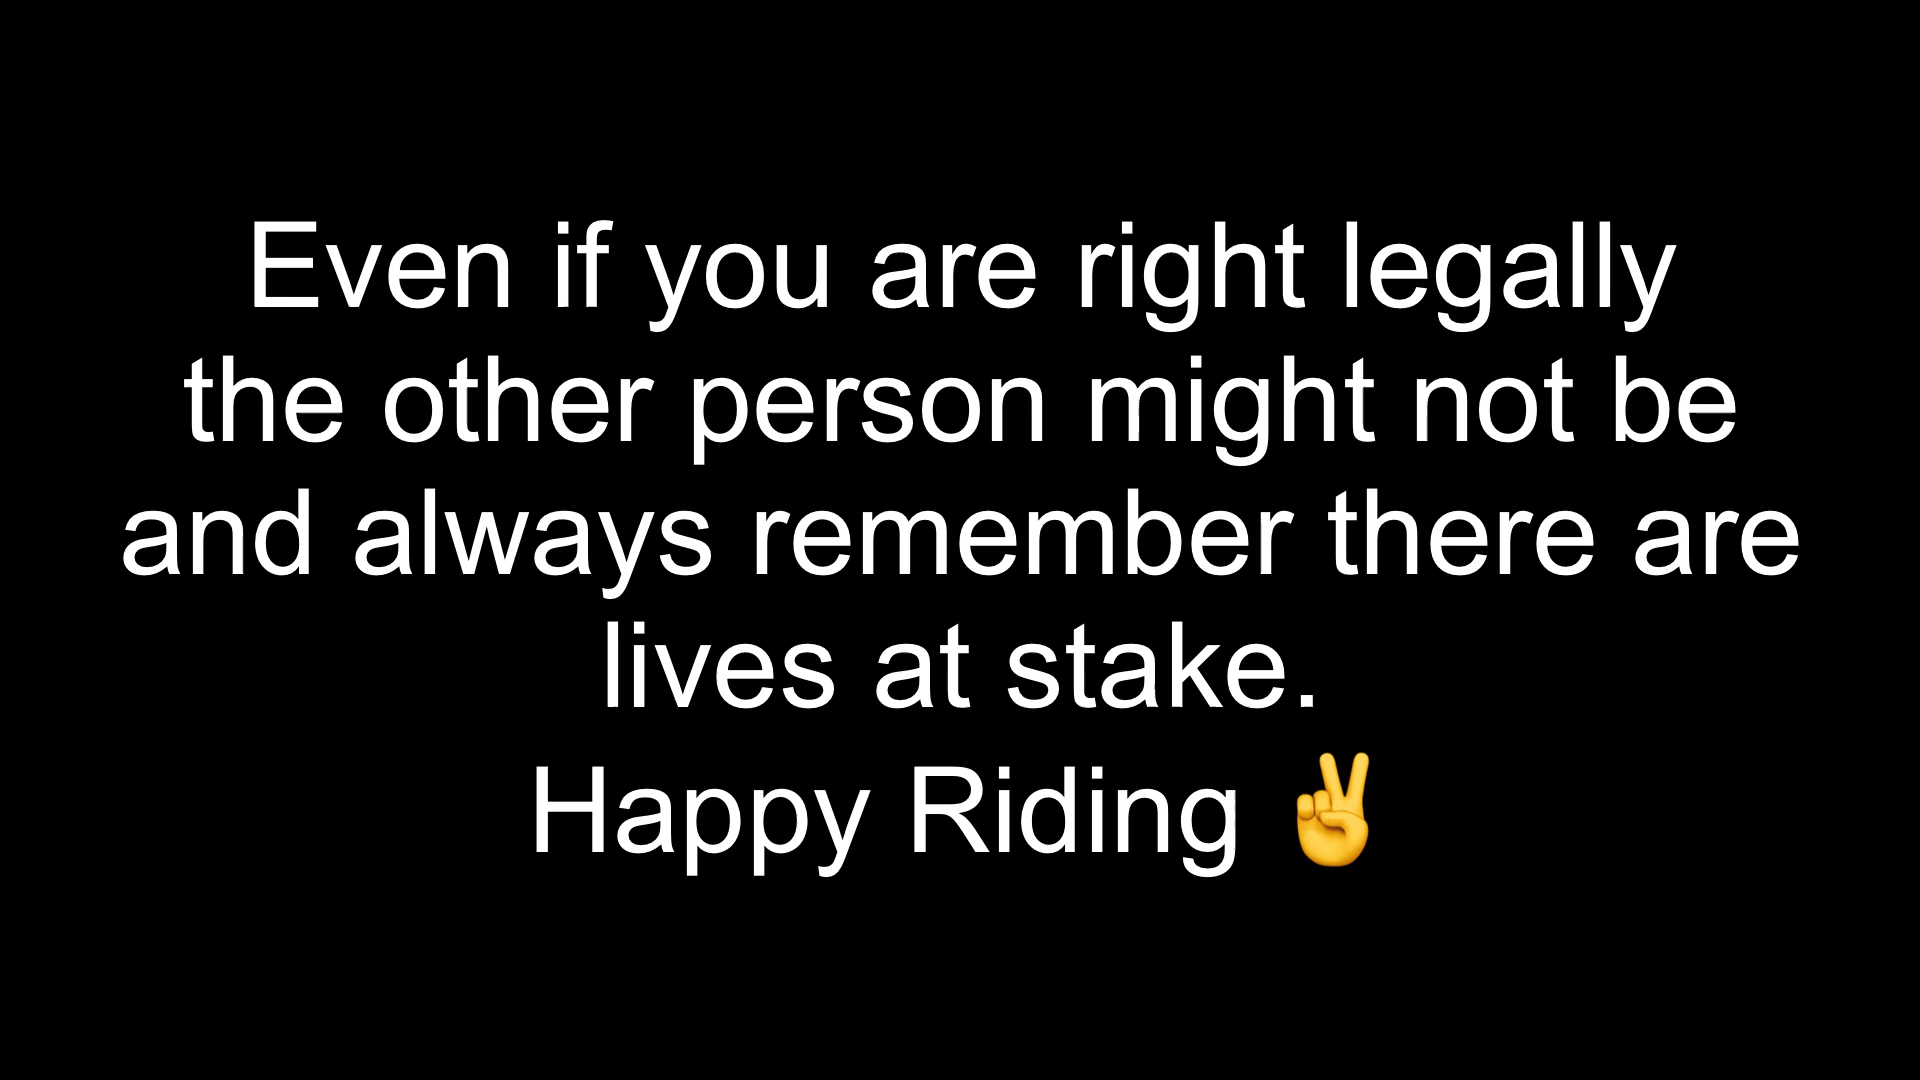 Even if you are right legally
the other person might not be
and always remember there are
lives at stake.
Happy Riding ✌️